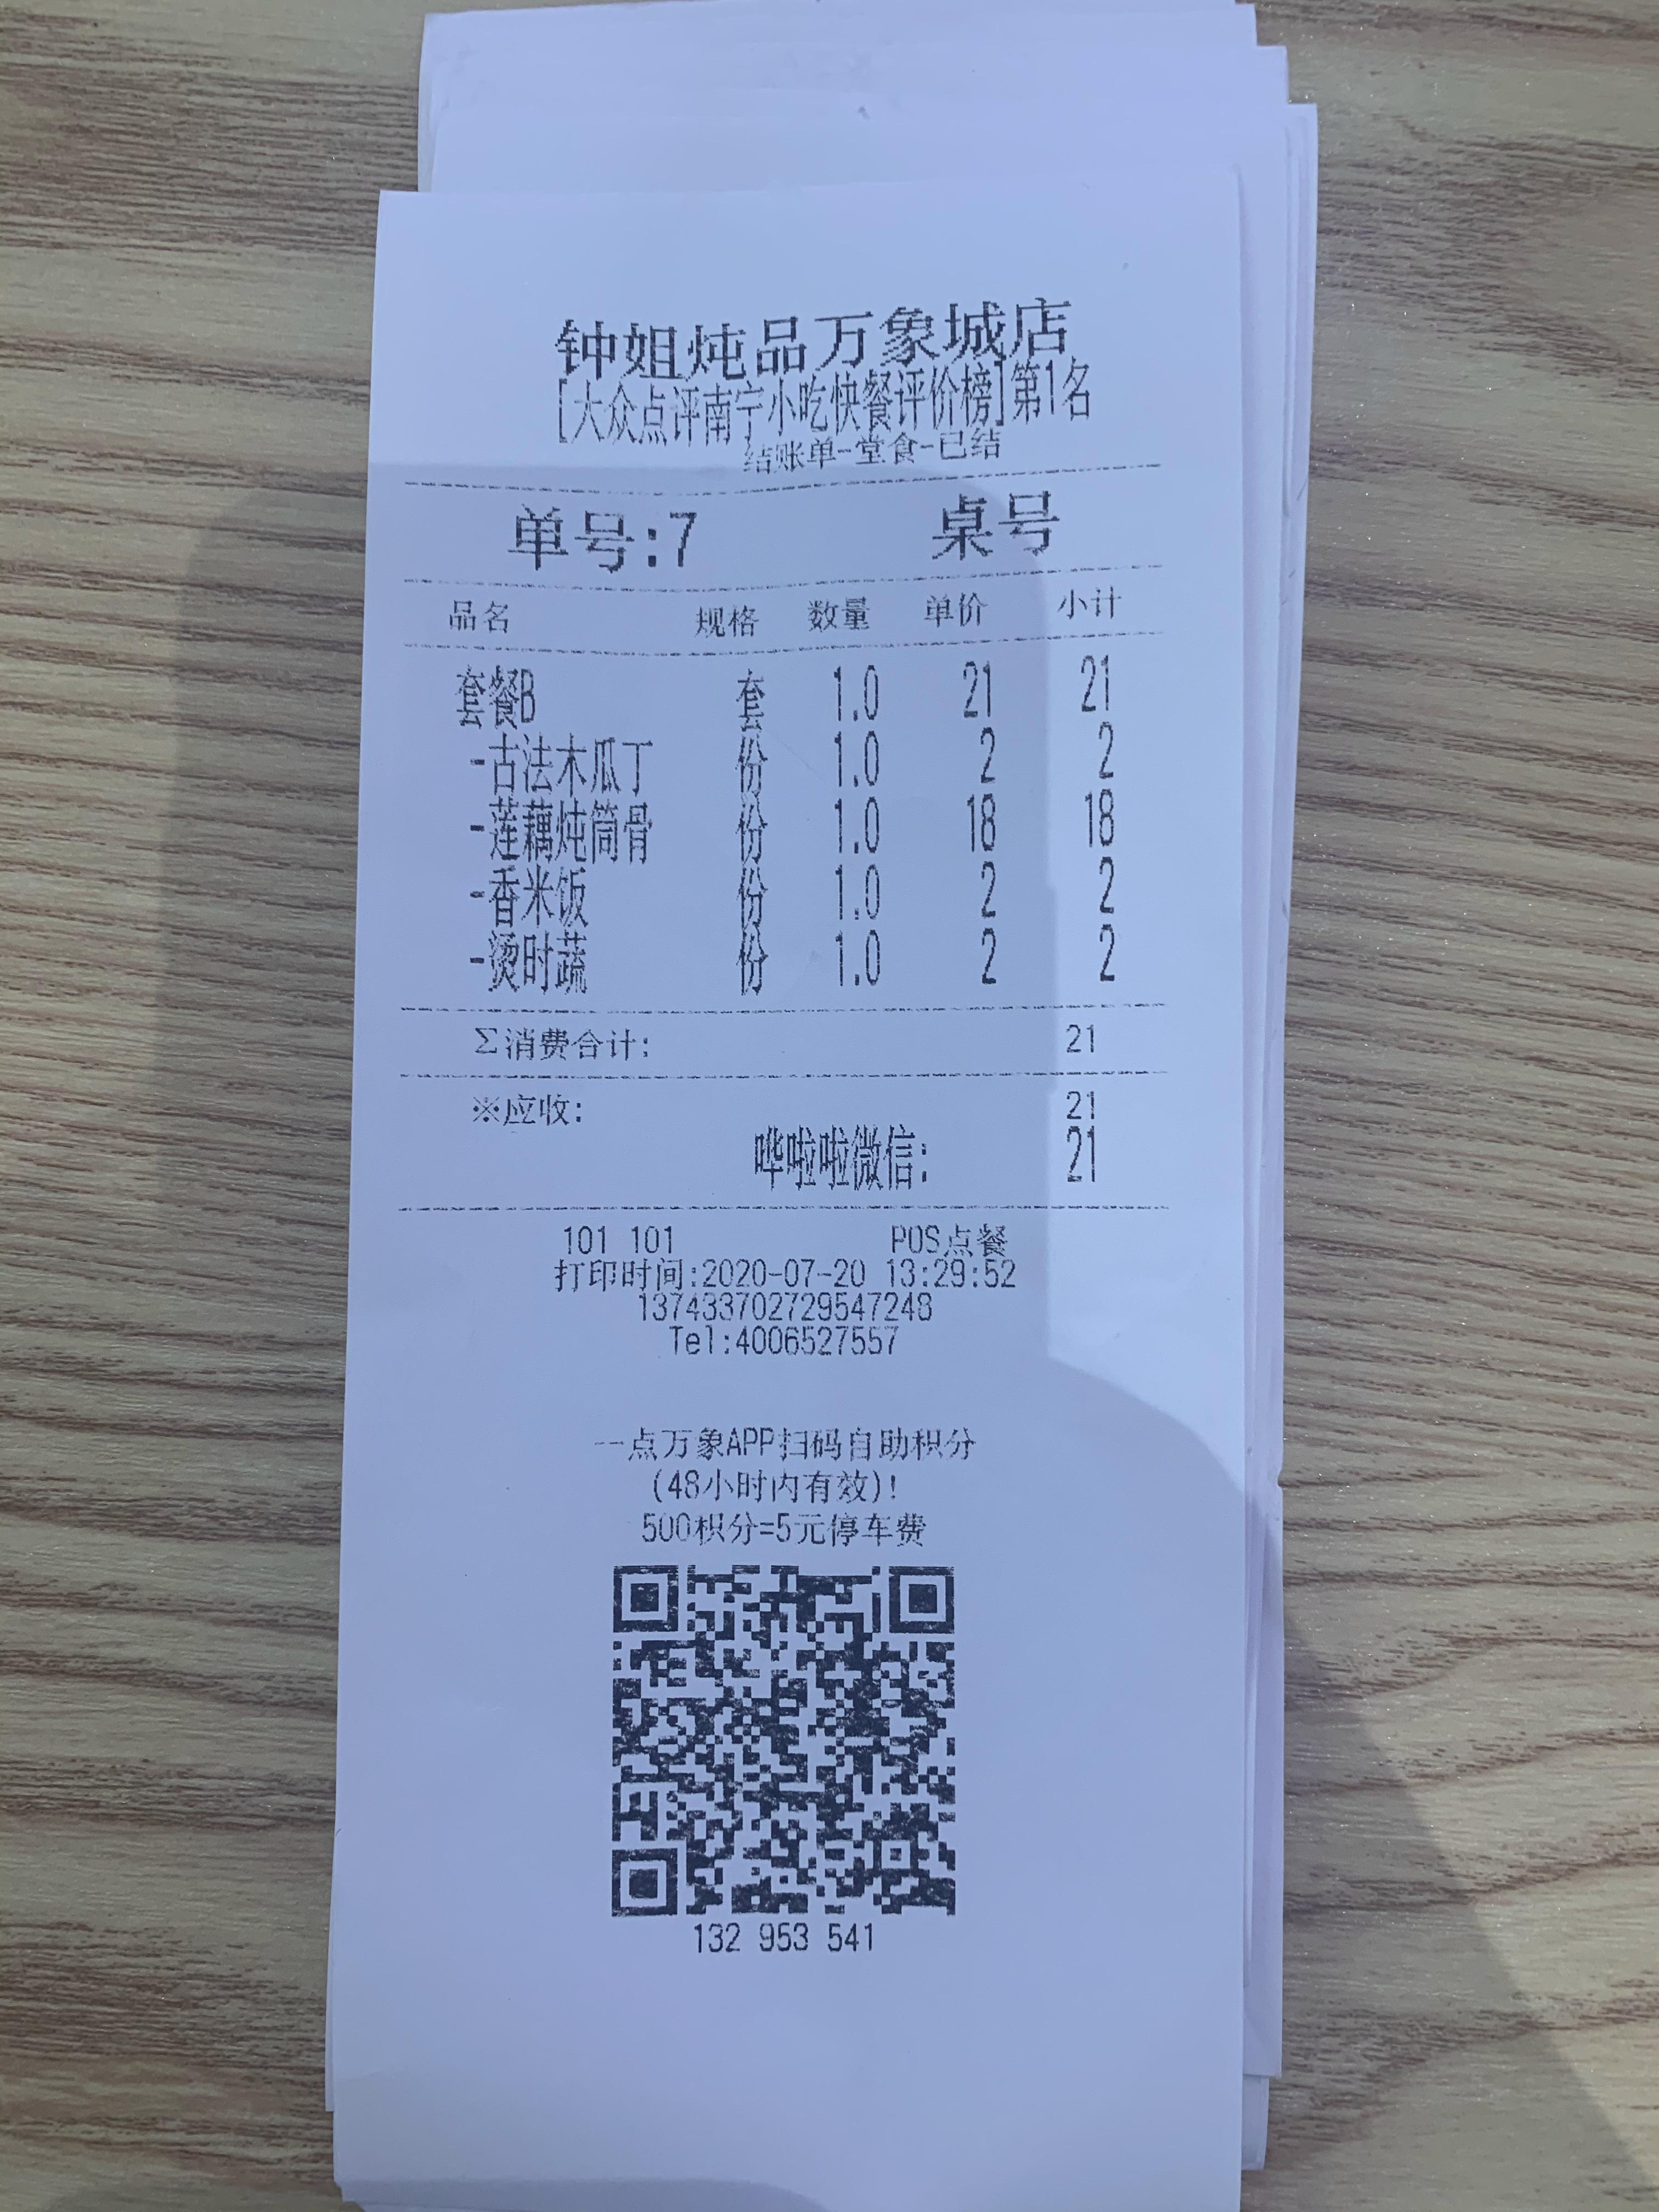 钟姐炖品万象城店
[大众点评南宁小吃快餐评价榜]第1名
结账单-堂食-已结
单号:7 桌号
品名 规格 数量 单价 小计
套餐B 套 1.0 21 21
-古法木瓜丁 份 1.0 2 2
-莲藕炖筒骨 份 1.0 18 18
-香米饭 份 1.0 2 2
-烫时蔬 份 1.0 2 2
Σ消费合计: 21
※应收: 21
哗啦啦微信: 21
101 101 POS点餐
打印时间:2020-07-20 13:29:52
137433702729547248
Tel:4006527557
一点万象APP扫码自助积分
(48小时内有效)!
500积分=5元停车费
132 953 541